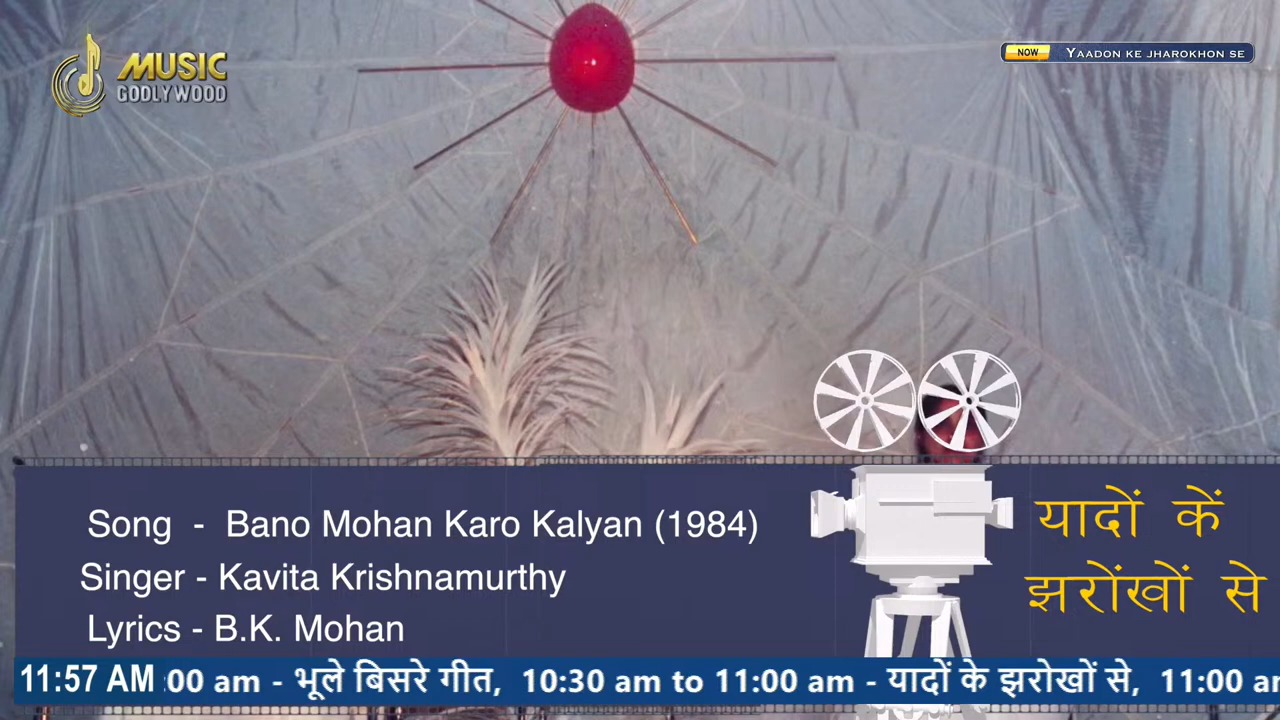 MUSIC
GODLYWOOD
NOW YAADON KE JHAROKHON SE
Song - Bano Mohan Karo Kalyan (1984)
Singer - Kavita Krishnamurthy
Lyrics - B.K. Mohan
यादों कें
झरोंखों से
11:57 AM :00 am - भूले बिसरे गीत, 10:30 am to 11:00 am - यादों के झरोखों से, 11:00 am